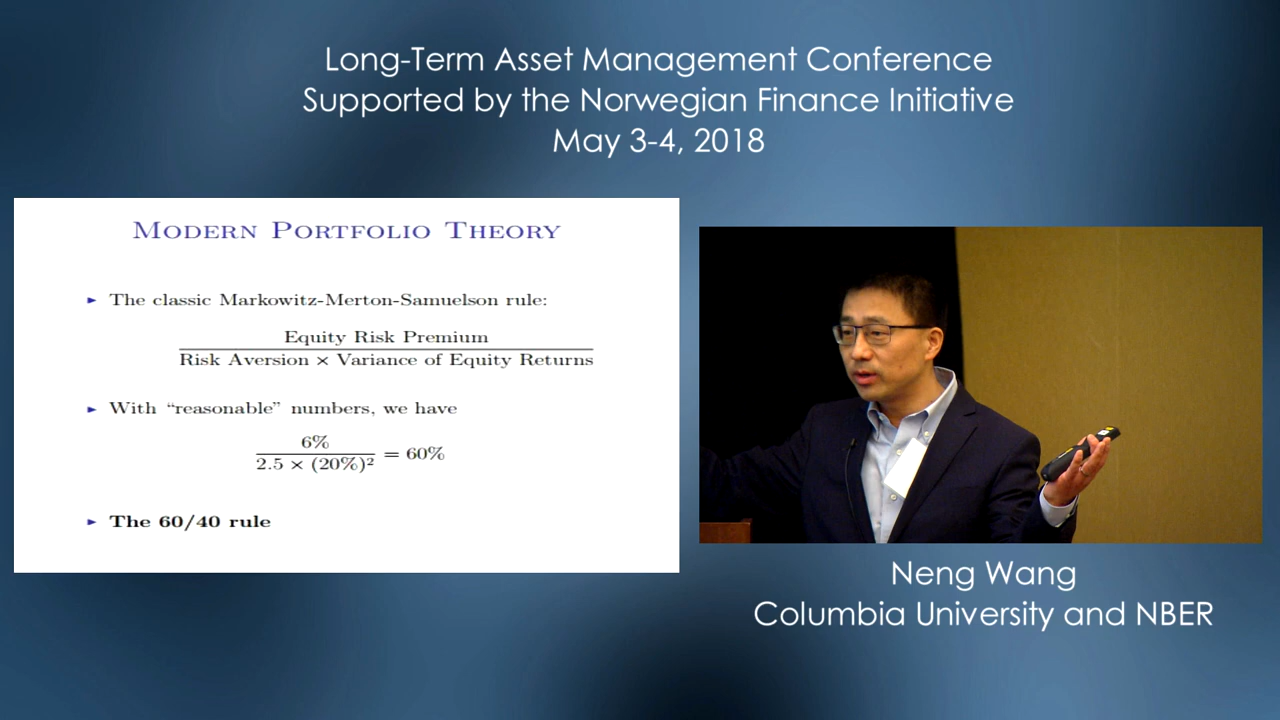 Long-Term Asset Management Conference
Supported by the Norwegian Finance Initiative
May 3-4, 2018
Modern Portfolio Theory
► The classic Markowitz-Merton-Samuelson rule:
Equity Risk Premium
Risk Aversion × Variance of Equity Returns
► With “reasonable” numbers, we have
6%
2.5 × (20%)² = 60%
► The 60/40 rule
Neng Wang
Columbia University and NBER